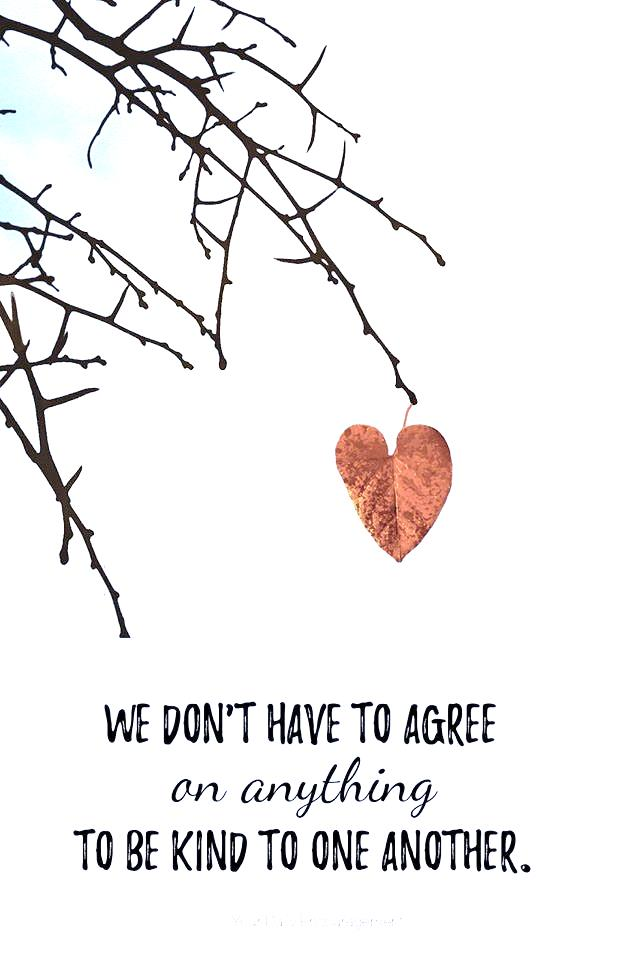 WE DON'T HAVE TO AGREE
on anything
TO BE KIND TO ONE ANOTHER.